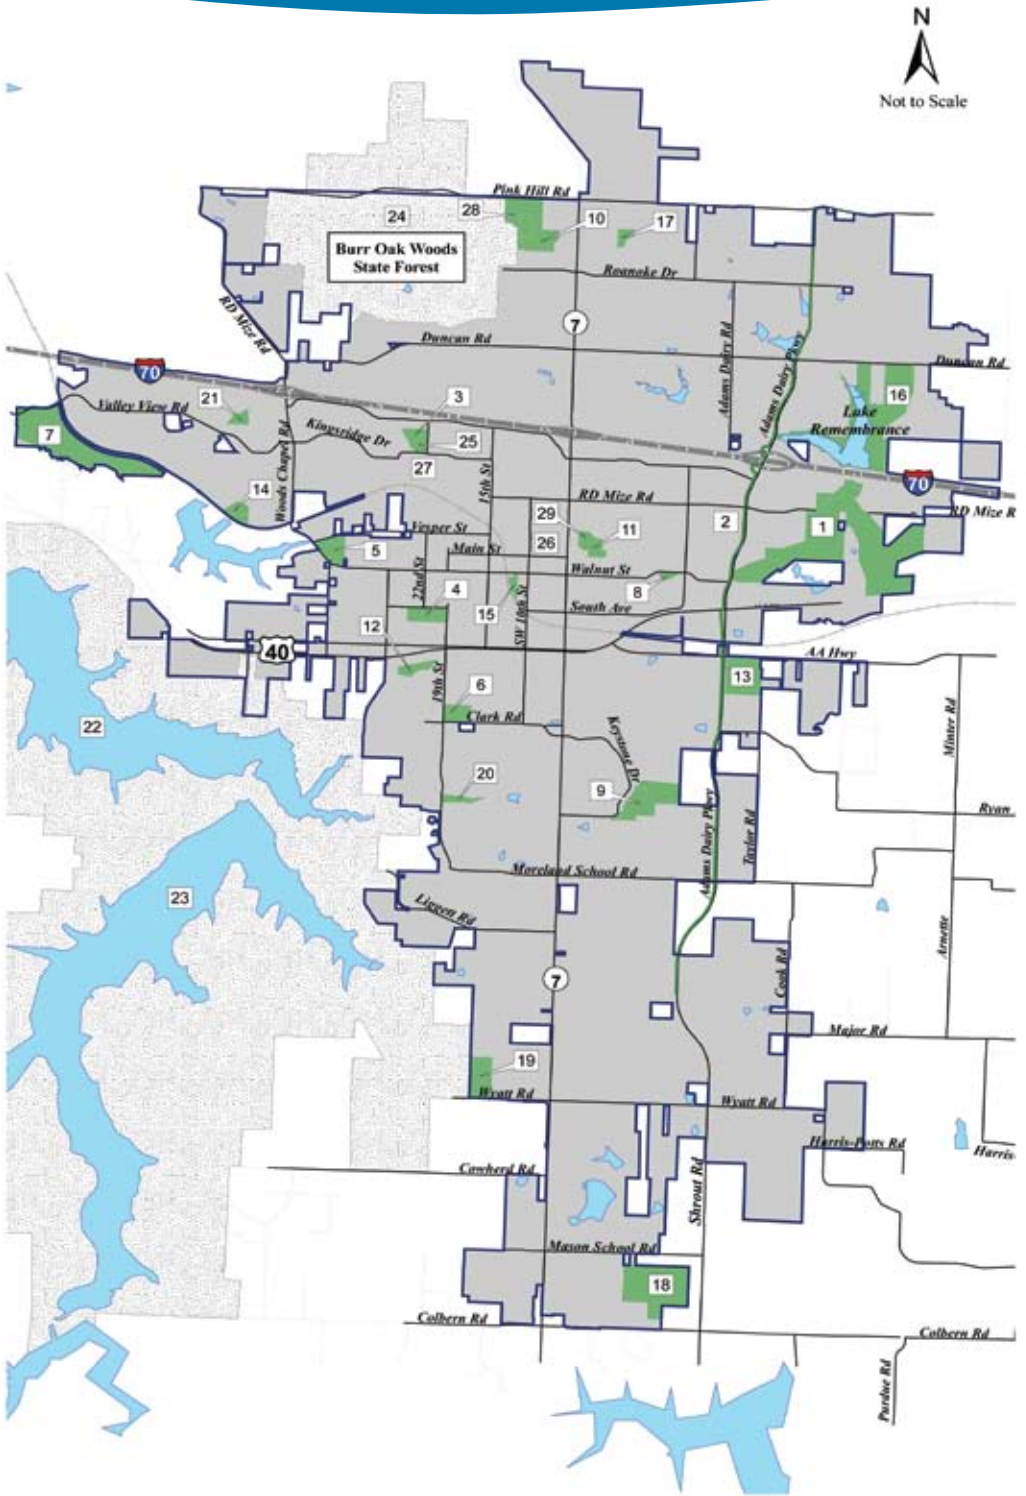 N
Not to Scale
Pink Hill Rd
24
28
10
17
Burr Oak Woods
State Forest
Roanoke Dr
RD Mize Rd
7
Duncan Rd
Adams Dairy Rd
Adams Dairy Pkwy
Duncan Rd
70
Valley View Rd
21
3
16
Lake
Remembrance
7
Kingsridge Dr
25
Woods Chapel Rd
27
15th St
70
14
RD Mize Rd
RD Mize R
29
2
1
Vesper St
11
5
Main St
26
Walnut St
22nd St
4
8
12
15
SW 10th St
South Ave
40
AA Hwy
19th St
13
6
Clark Rd
Keystone Dr
Minter Rd
22
20
9
Adams Dairy Pkwy
Taylor Rd
Ryan
Moreland School Rd
23
Liggett Rd
Arnette
Cook Rd
7
Major Rd
19
Wyatt Rd
Wyatt Rd
Harris-Potts Rd
Harris-
Cowherd Rd
Shrout Rd
Mason School Rd
18
Colbern Rd
Colbern Rd
Purdue Rd